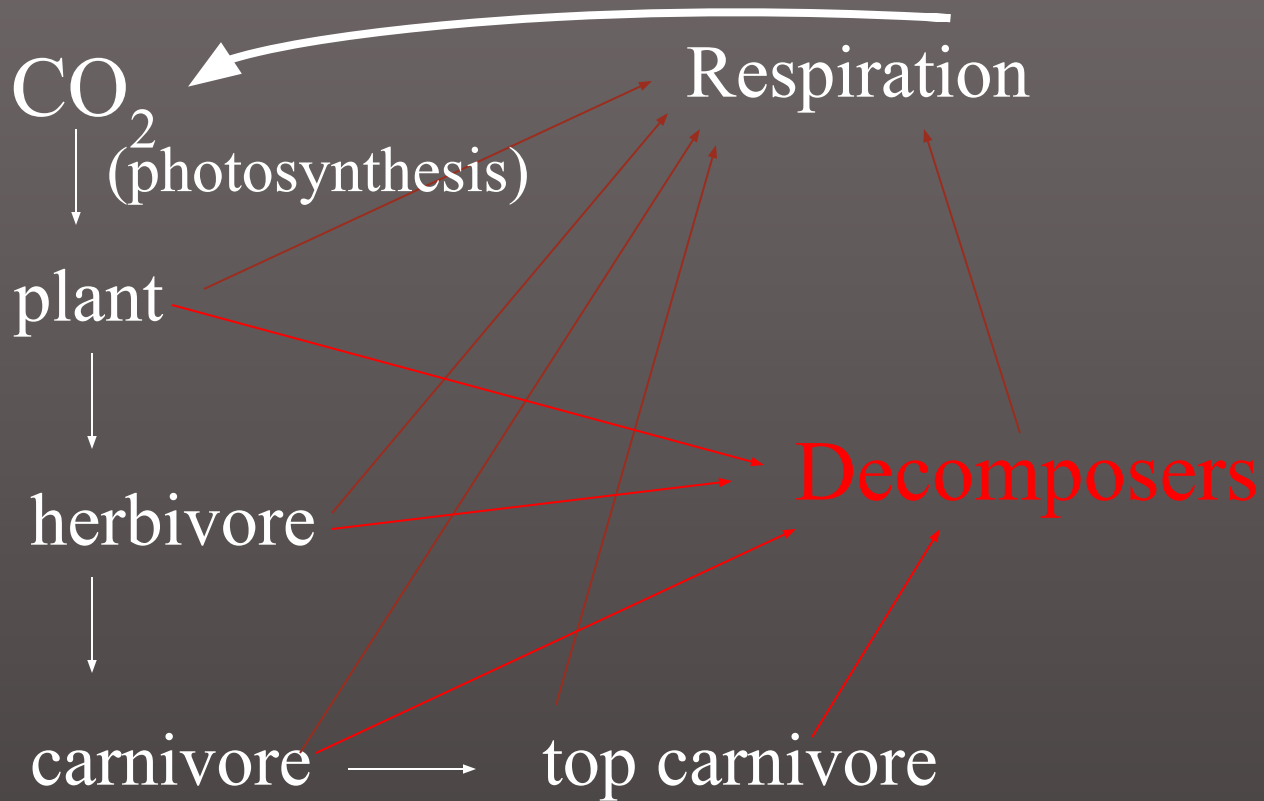 CO2
Respiration
(photosynthesis)
plant
Decomposers
herbivore
carnivore
top carnivore